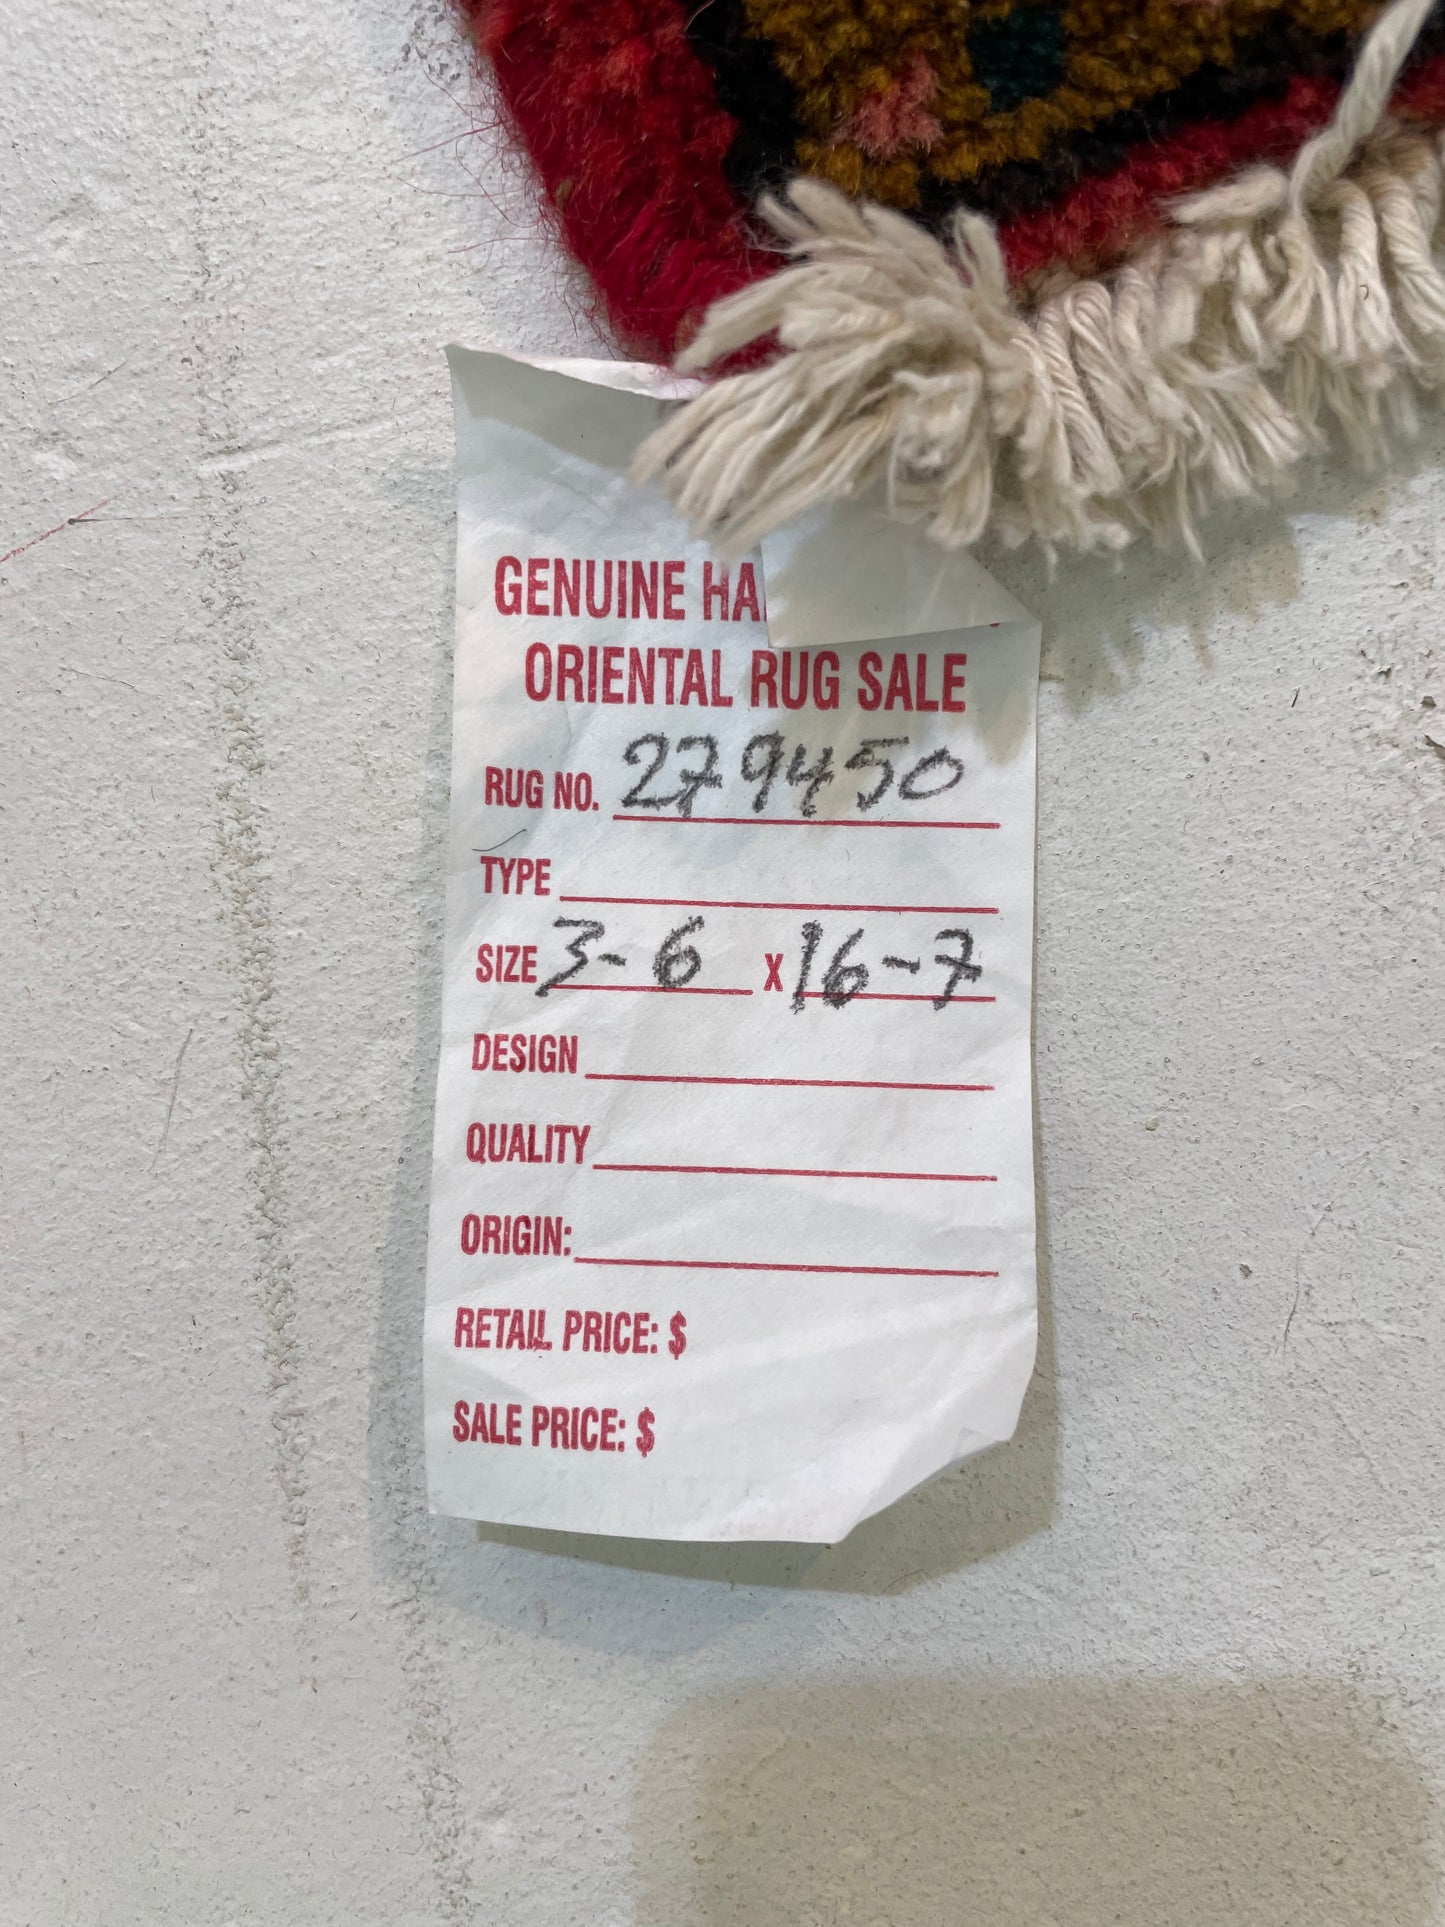 GENUINE HA
ORIENTAL RUG SALE
RUG NO. 279450
TYPE
SIZE 3-6 X 16-7
DESIGN
QUALITY
ORIGIN:
RETAIL PRICE: $
SALE PRICE: $